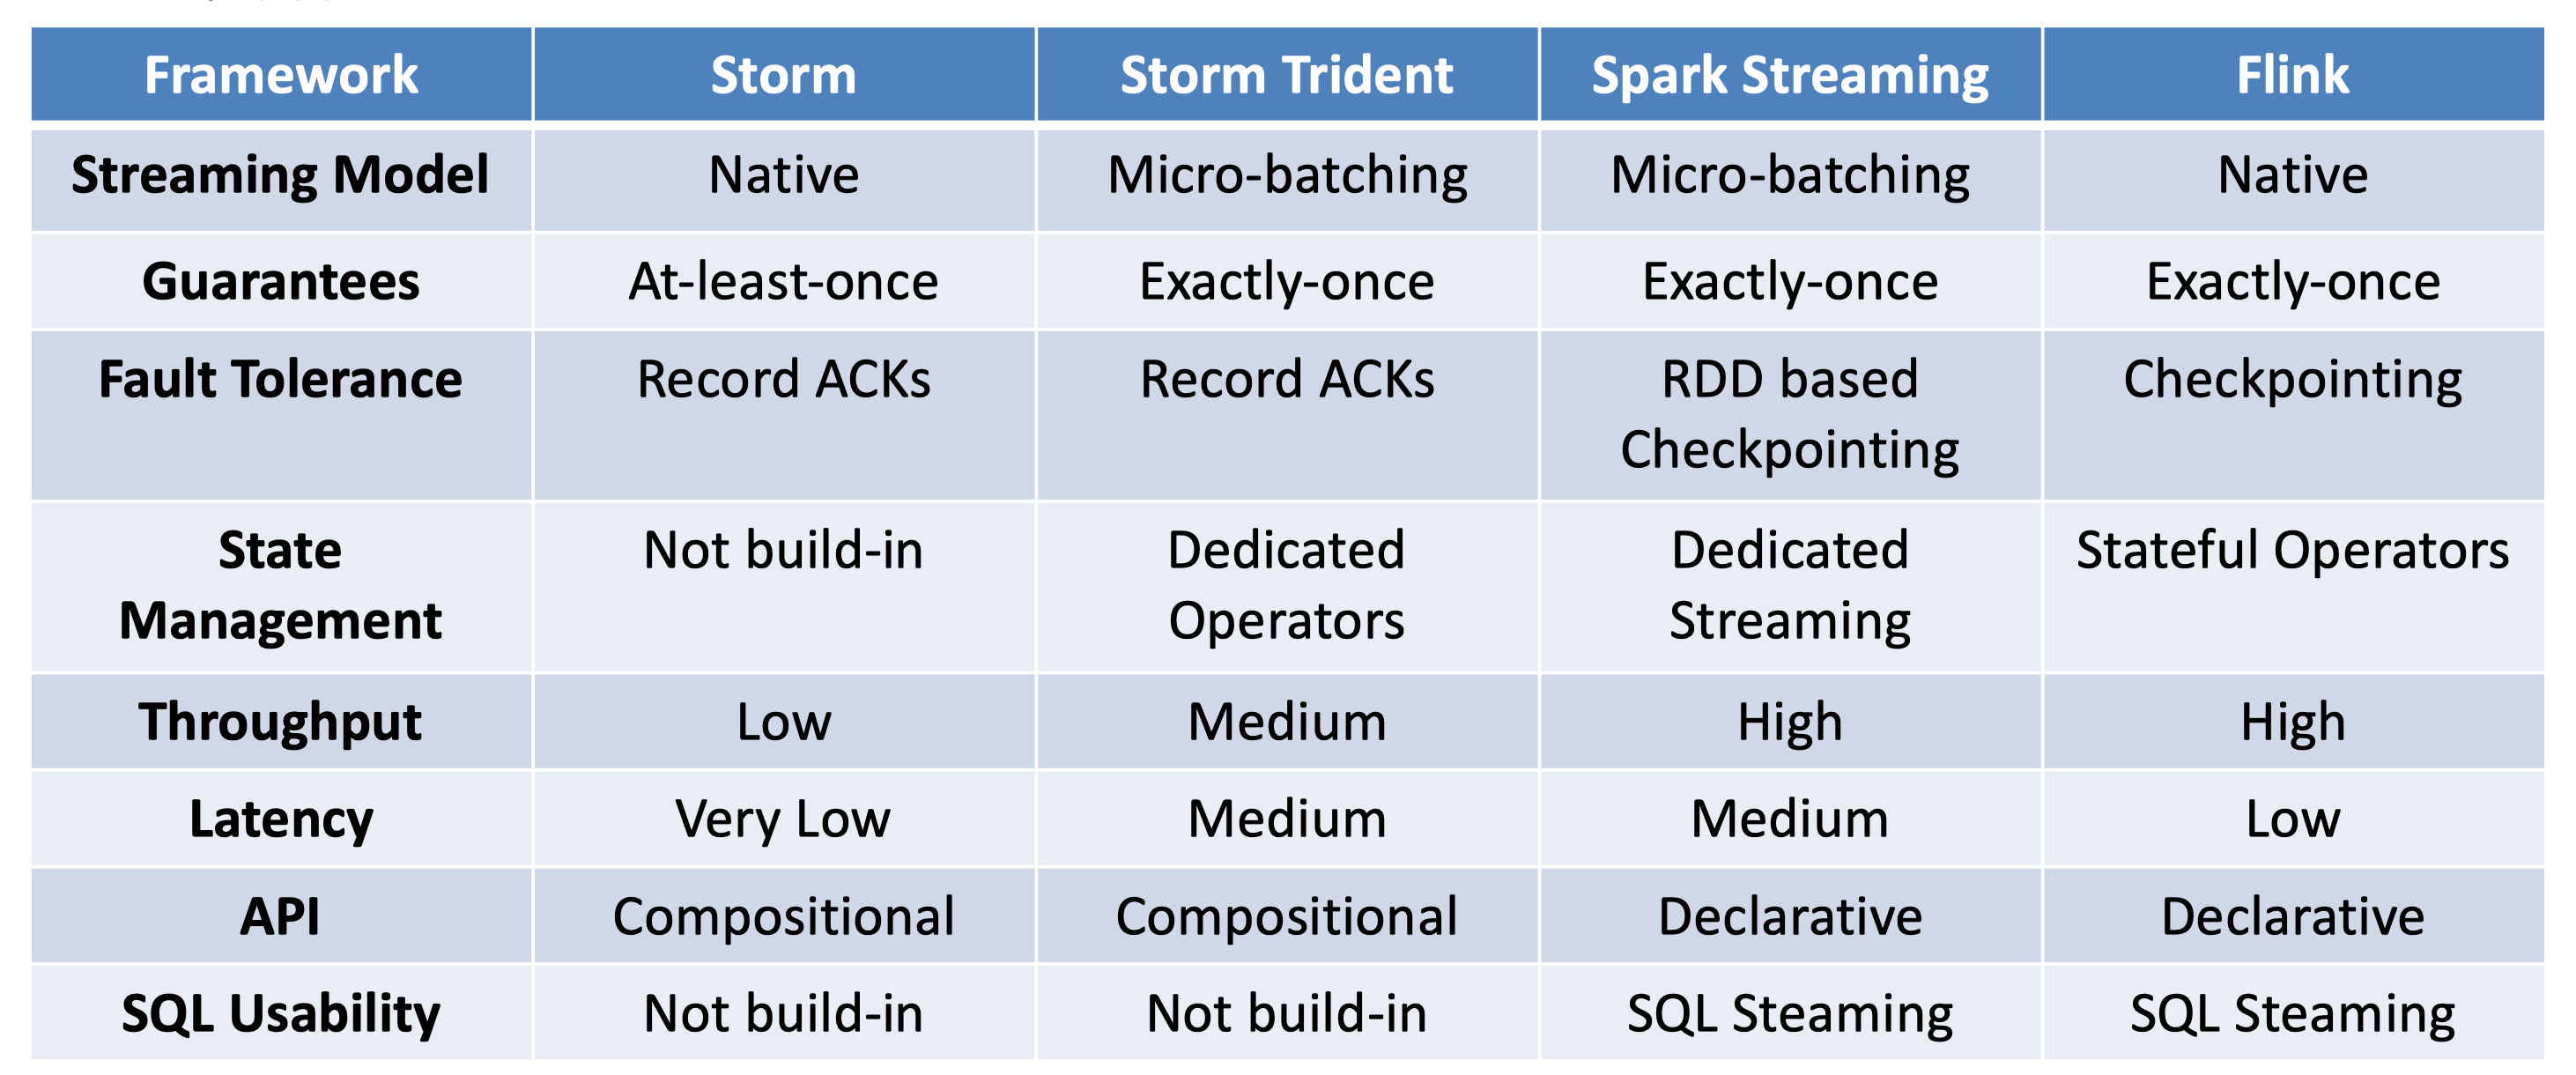 Framework Storm Storm Trident Spark Streaming Flink
Streaming Model Native Micro-batching Micro-batching Native
Guarantees At-least-once Exactly-once Exactly-once Exactly-once
Fault Tolerance Record ACKs Record ACKs RDD based Checkpointing
Checkpointing
State Not build-in Dedicated Dedicated Stateful Operators
Management Operators Streaming
Throughput Low Medium High High
Latency Very Low Medium Medium Low
API Compositional Compositional Declarative Declarative
SQL Usability Not build-in Not build-in SQL Steaming SQL Steaming